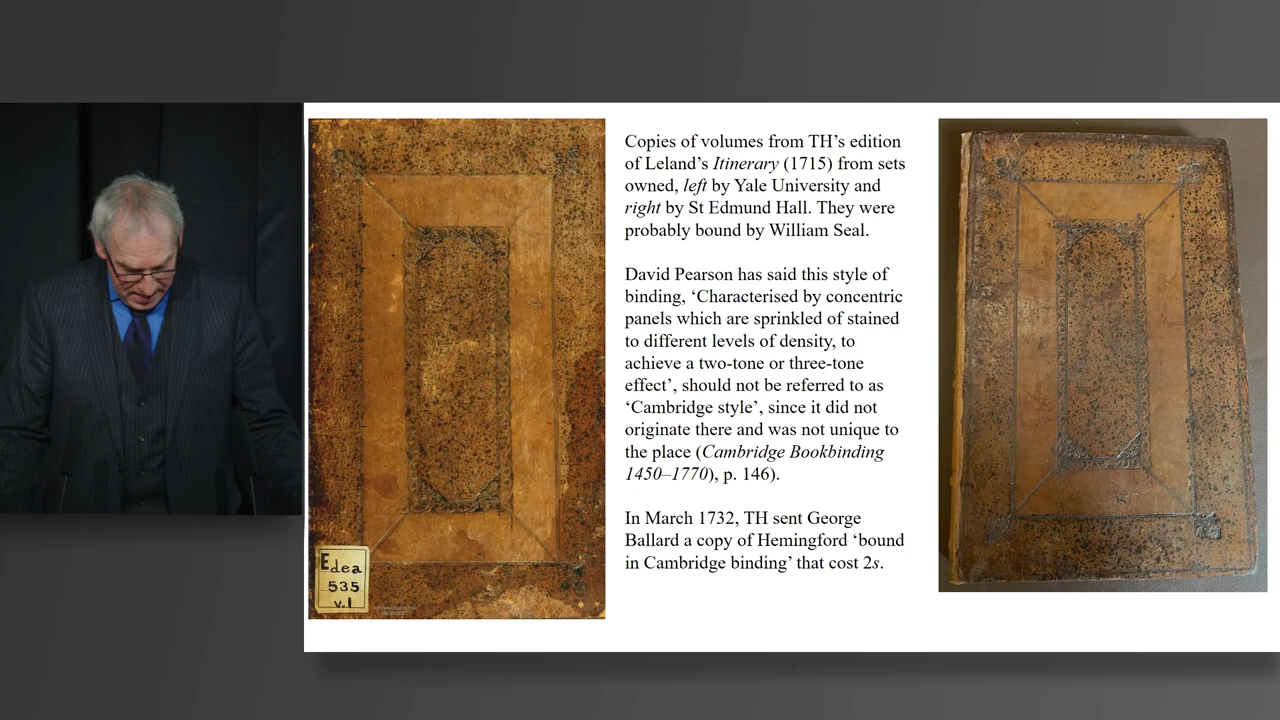 Copies of volumes from TH’s edition
of Leland’s Itinerary (1715) from sets
owned, left by Yale University and
right by St Edmund Hall. They were
probably bound by William Seal.
David Pearson has said this style of
binding, ‘Characterised by concentric
panels which are sprinkled of stained
to different levels of density, to
achieve a two-tone or three-tone
effect’, should not be referred to as
‘Cambridge style’, since it did not
originate there and was not unique to
the place (Cambridge Bookbinding
1450–1770), p. 146).
In March 1732, TH sent George
Ballard a copy of Hemingford ‘bound
in Cambridge binding’ that cost 2s.
Edea
535
v.1